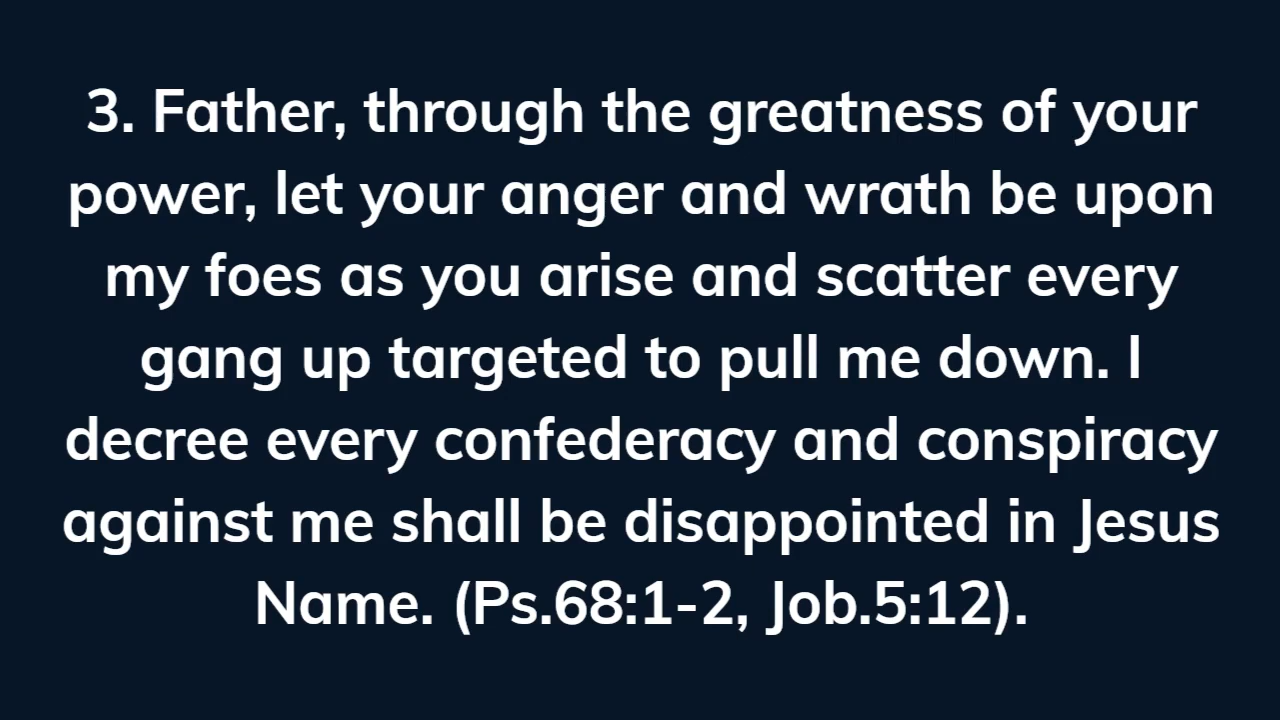 3. Father, through the greatness of your
power, let your anger and wrath be upon
my foes as you arise and scatter every
gang up targeted to pull me down. I
decree every confederacy and conspiracy
against me shall be disappointed in Jesus
Name. (Ps.68:1-2, Job.5:12).